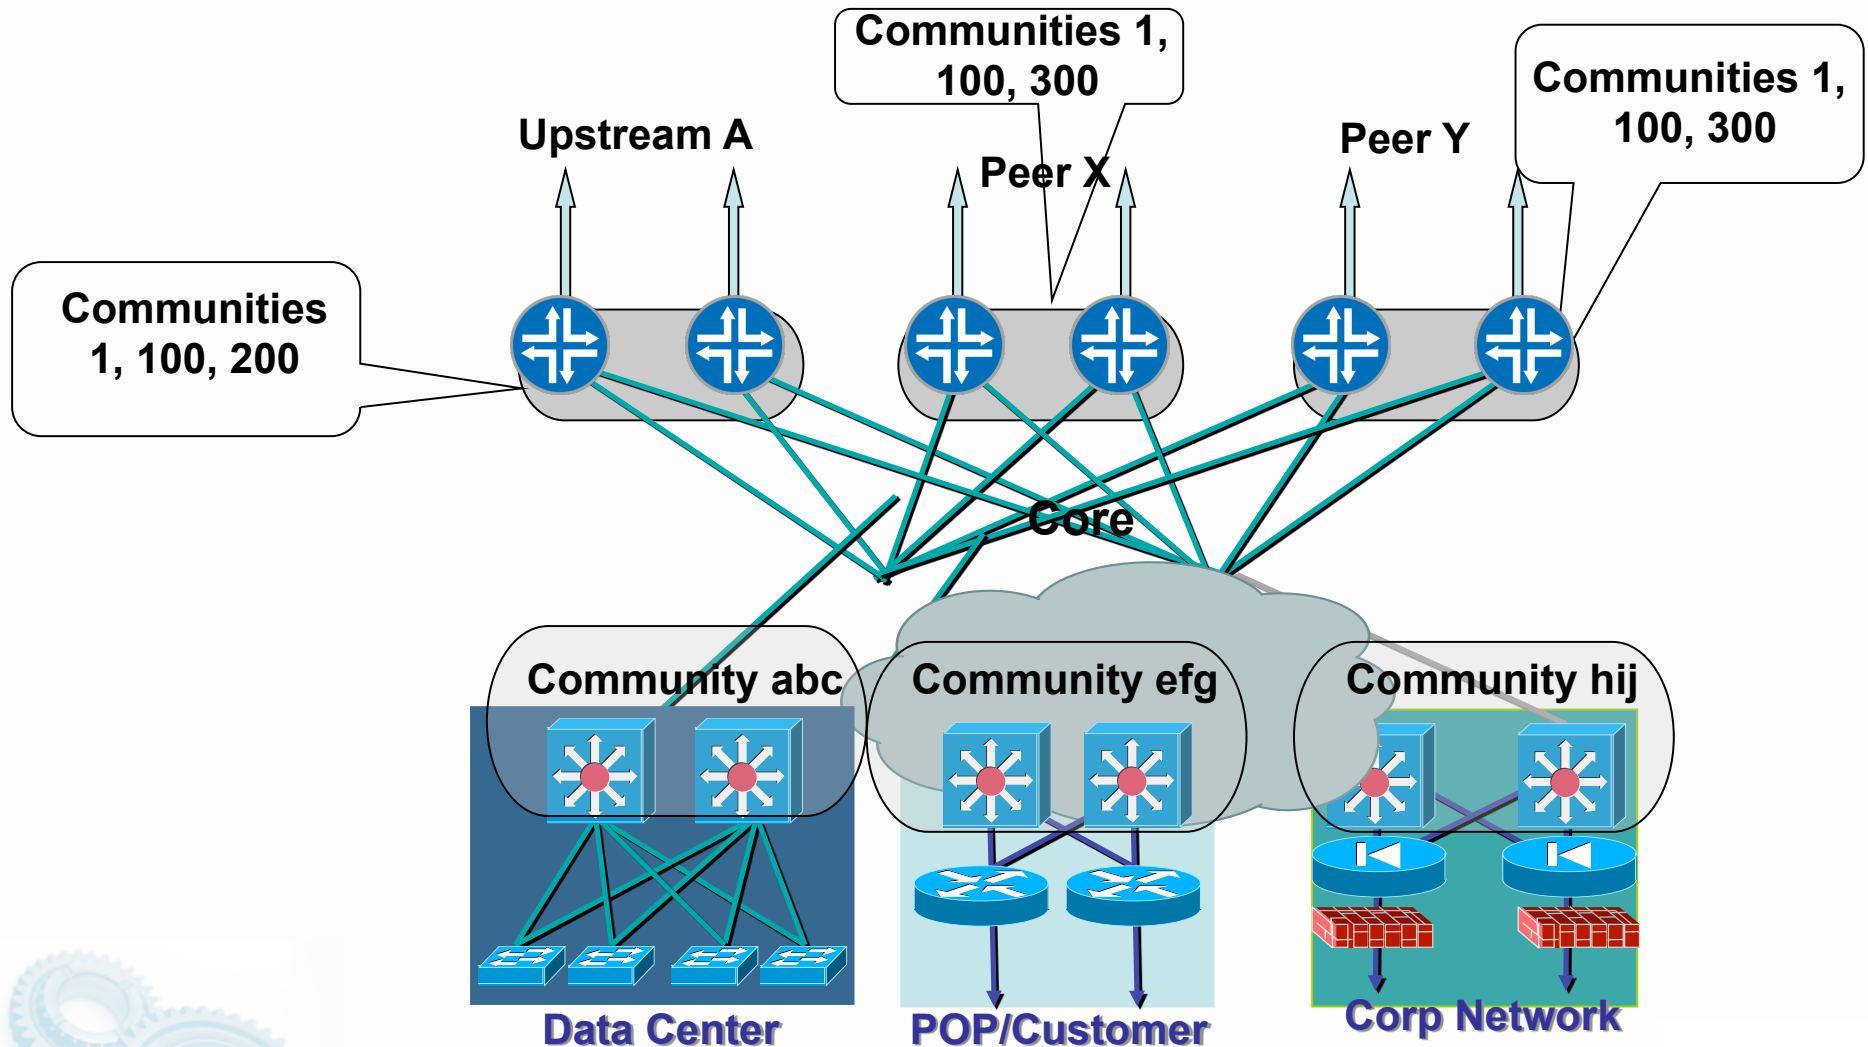 Communities 1,
100, 300
Communities 1,
100, 300
Upstream A
Peer X
Peer Y
Communities
1, 100, 200
Core
Community abc
Community efg
Community hij
Data Center
POP/Customer
Corp Network